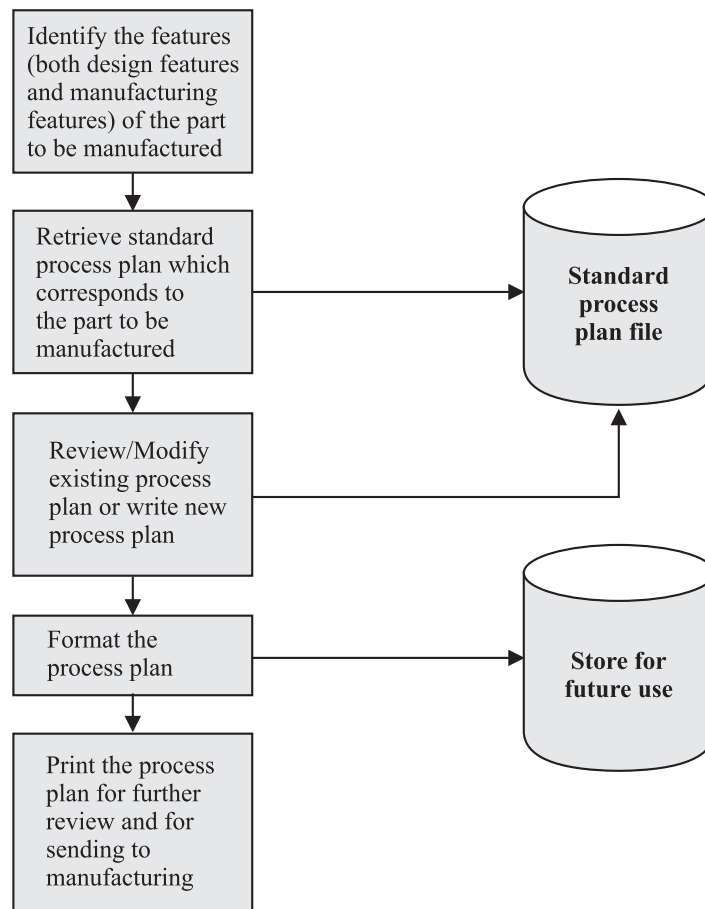 Identify the features
(both design features
and manufacturing
features) of the part
to be manufactured
Retrieve standard
process plan which
corresponds to
the part to be
manufactured
Standard
process
plan file
Review/Modify
existing process
plan or write new
process plan
Format the
process plan
Store for
future use
Print the process
plan for further
review and for
sending to
manufacturing